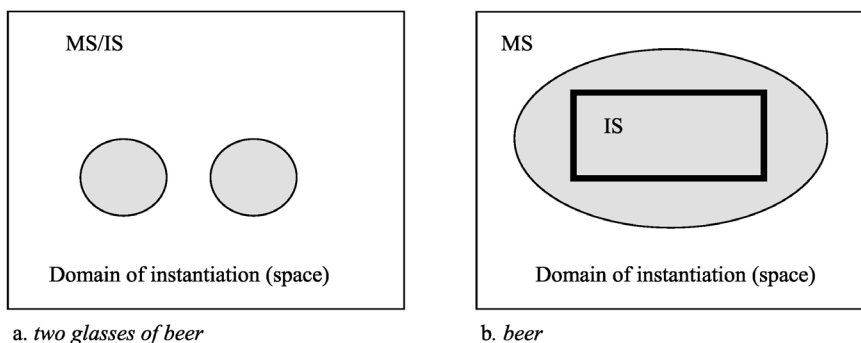 MS/IS
Domain of instantiation (space)
a. two glasses of beer
MS
IS
Domain of instantiation (space)
b. beer